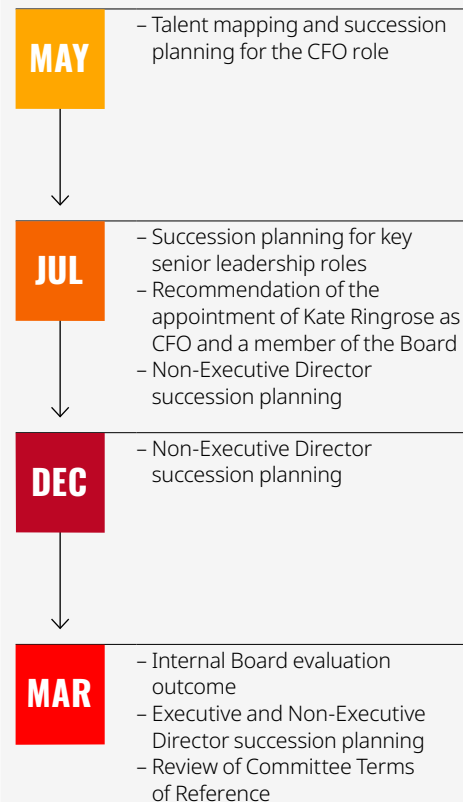 MAY
– Talent mapping and succession
planning for the CFO role
JUL
– Succession planning for key
senior leadership roles
– Recommendation of the
appointment of Kate Ringrose as
CFO and a member of the Board
– Non-Executive Director
succession planning
DEC
– Non-Executive Director
succession planning
MAR
– Internal Board evaluation
outcome
– Executive and Non-Executive
Director succession planning
– Review of Committee Terms
of Reference